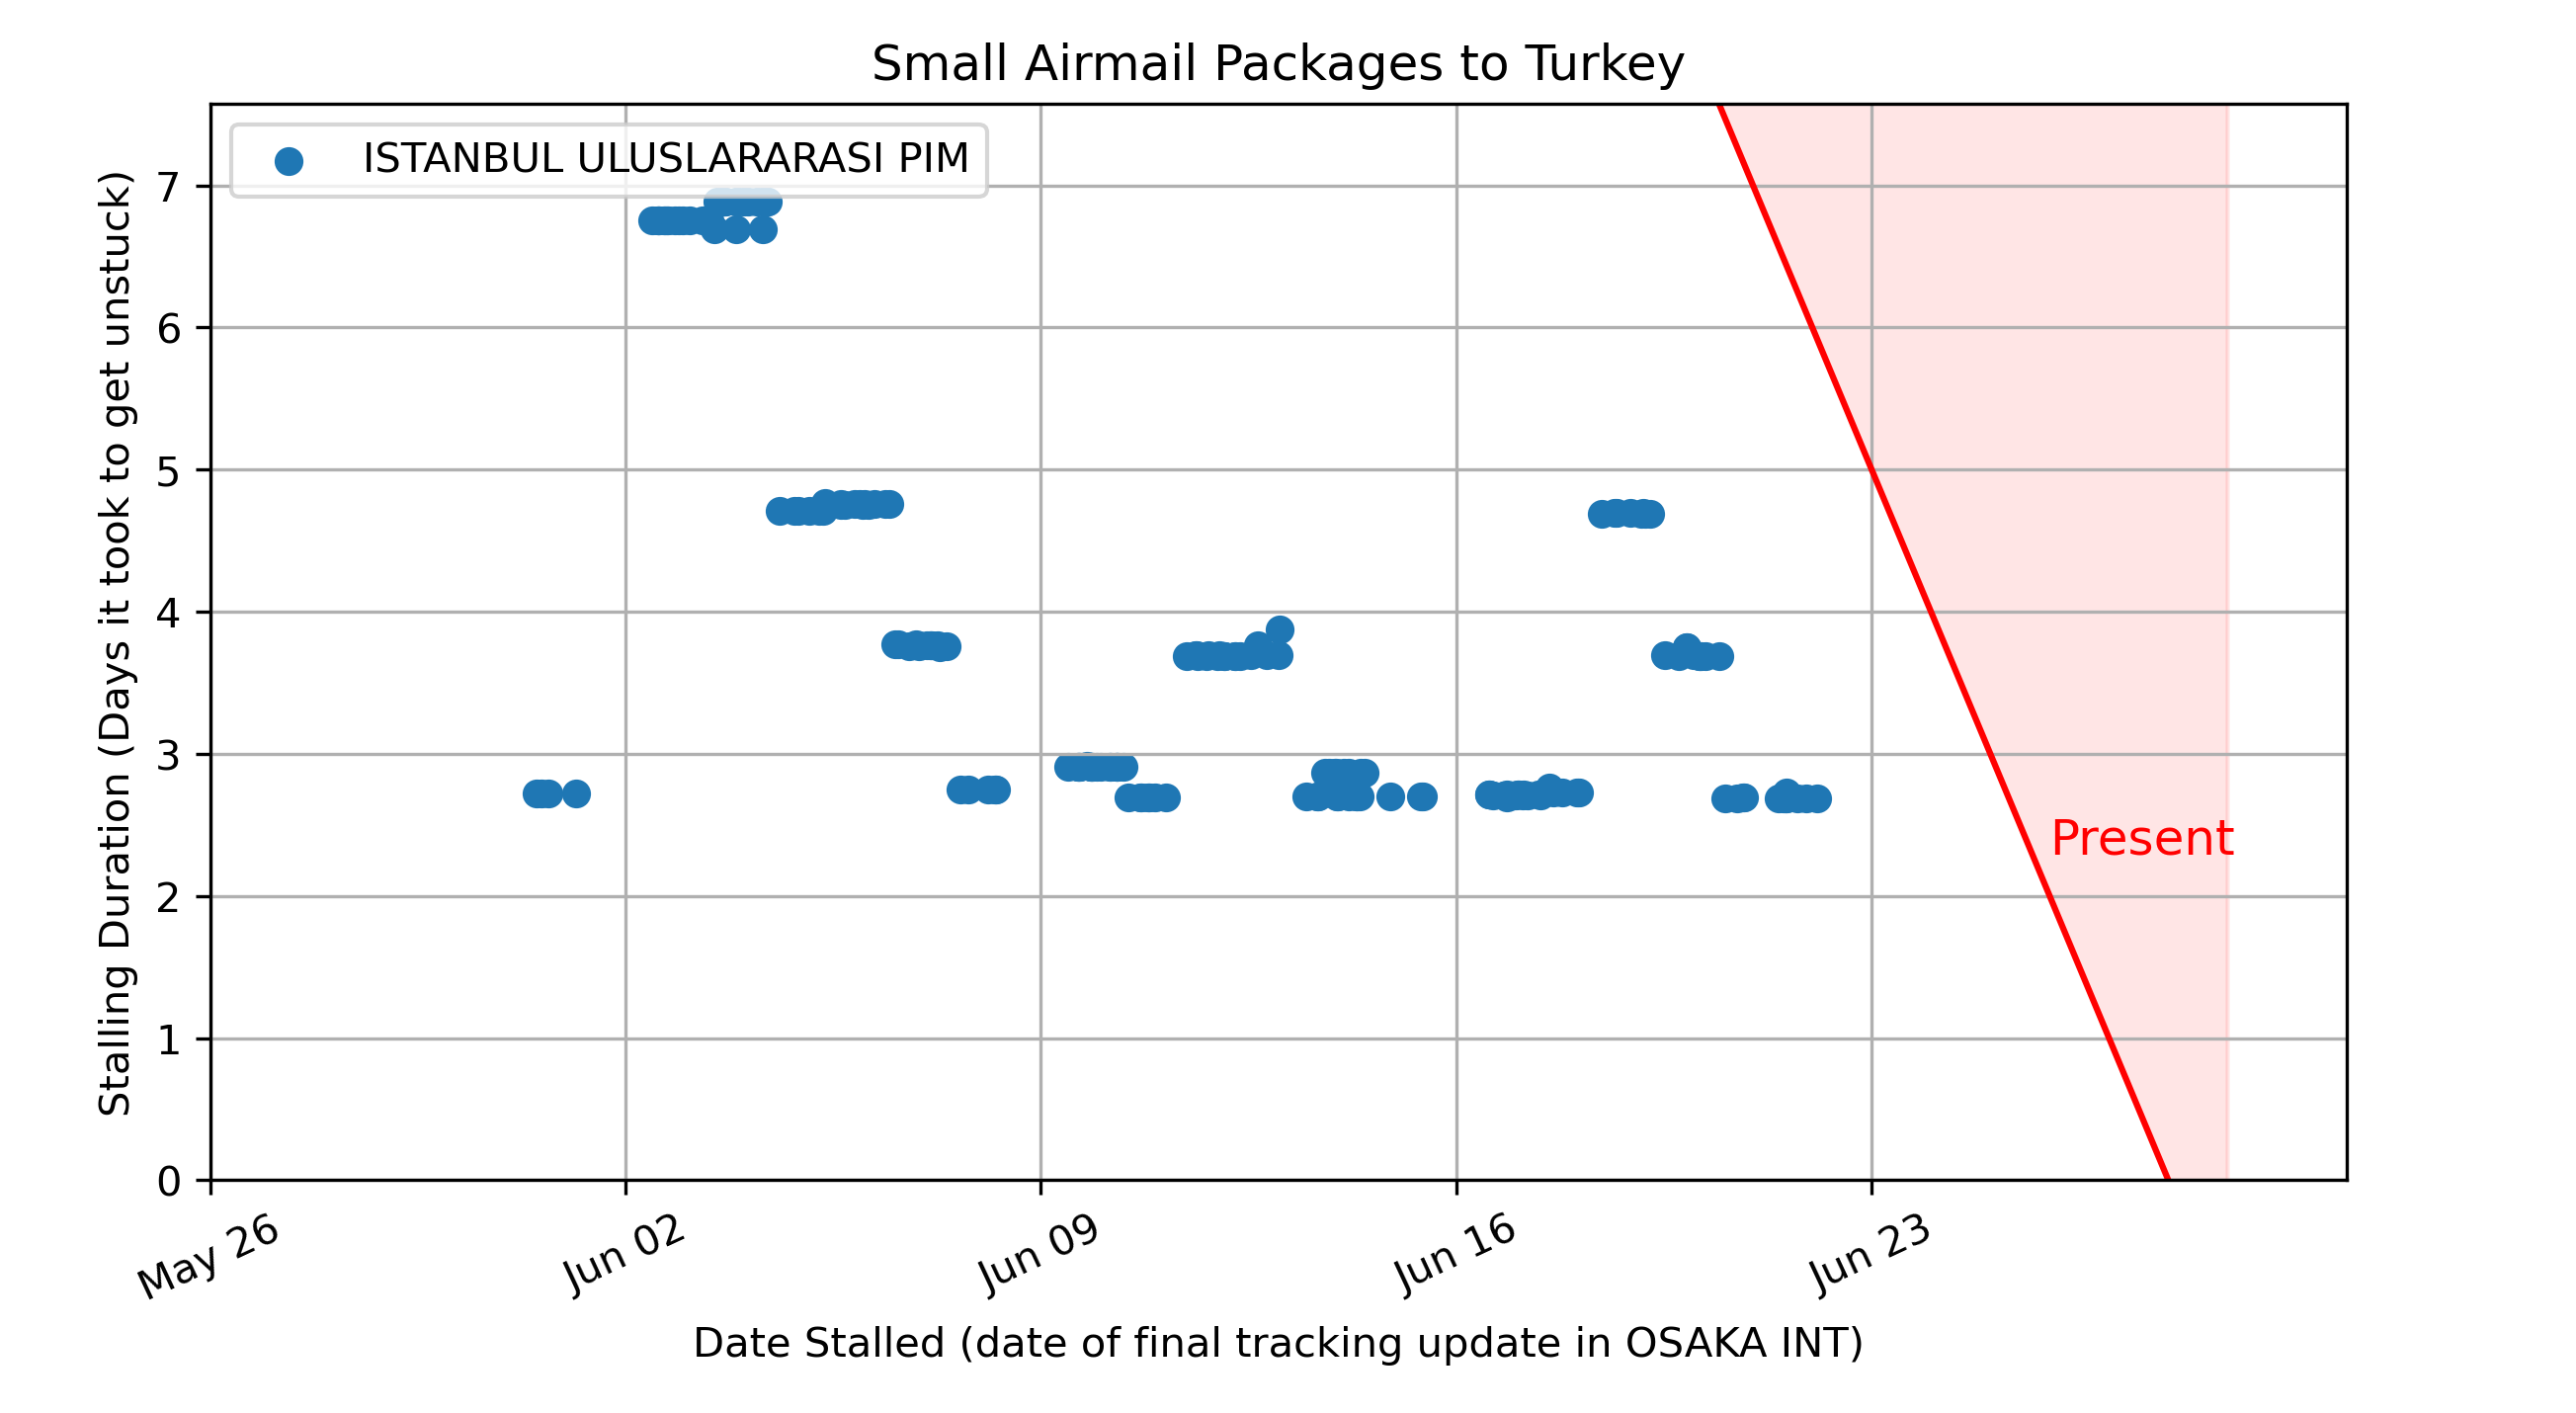 Small Airmail Packages to Turkey
ISTANBUL ULUSLARARASI PIM
Stalling Duration (Days it took to get unstuck)
7
6
5
4
3
2
1
0
Present
May 26
Jun 02
Jun 09
Jun 16
Jun 23
Date Stalled (date of final tracking update in OSAKA INT)